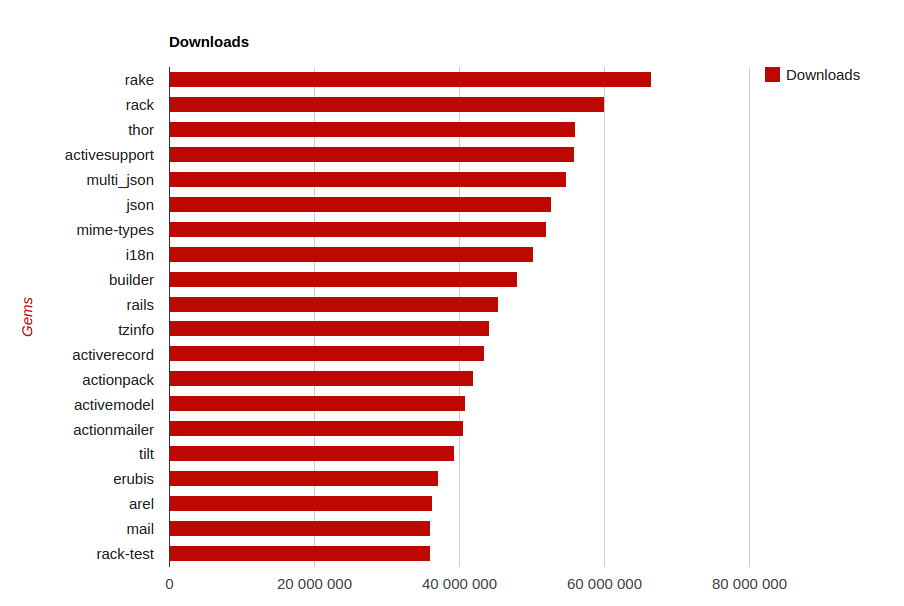 Downloads
Downloads
rake
rack
thor
activesupport
multi_json
json
mime-types
i18n
builder
rails
tzinfo
activerecord
actionpack
activemodel
actionmailer
tilt
erubis
arel
mail
rack-test
Gems
0 20 000 000 40 000 000 60 000 000 80 000 000